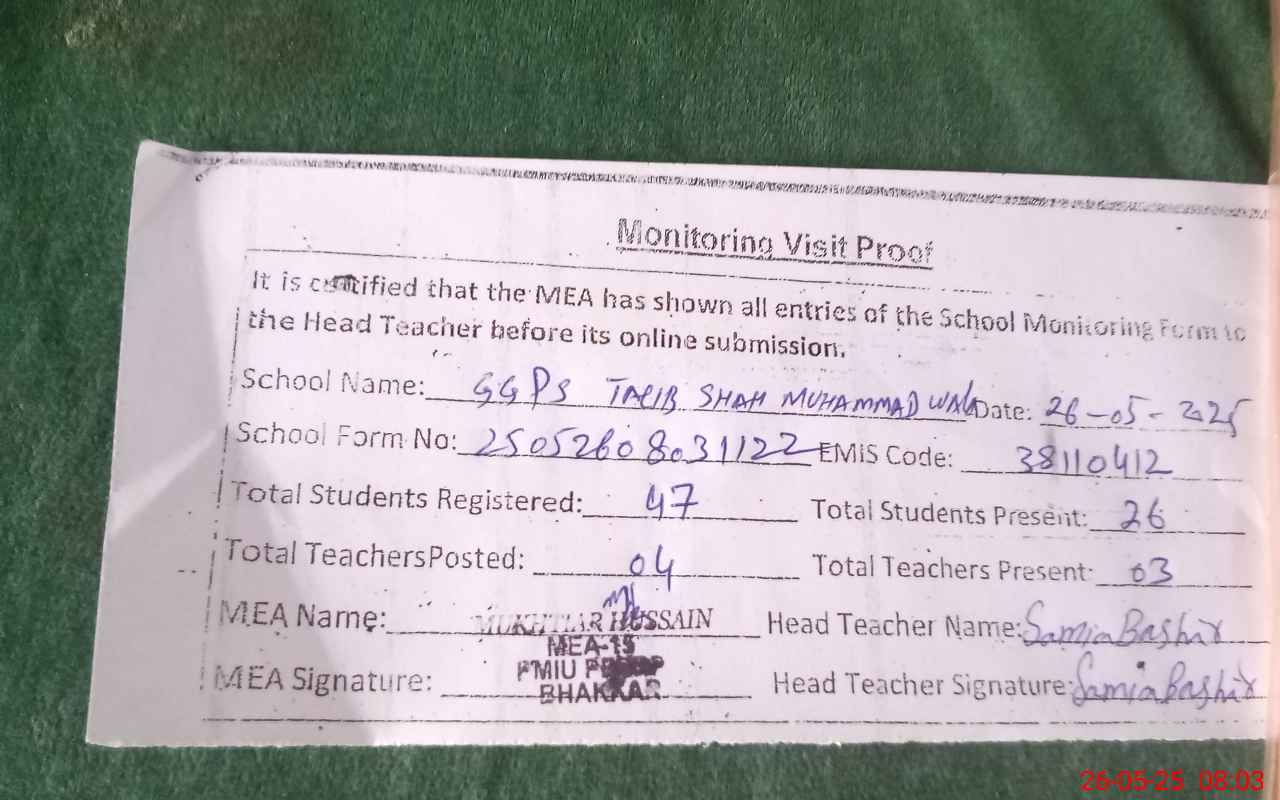 Monitoring Visit Proof
It is certified that the MEA has shown all entries of the School Monitoring Form to
the Head Teacher before its online submission.
School Name: GGPS TALIB SHAH MUHAMMAD WALA Date: 26-05-2025
School Form No: 25052608031122 EMIS Code: 38110412
Total Students Registered: 47 Total Students Present: 26
Total TeachersPosted: 04 Total Teachers Present: 03
MEA Name: MUKHTIAR HUSSAIN Head Teacher Name: Samia Bashir
MEA-15
PMIU
MEA Signature: BHAKKAR Head Teacher Signature: Samia Bashir
26-05-25 08:03